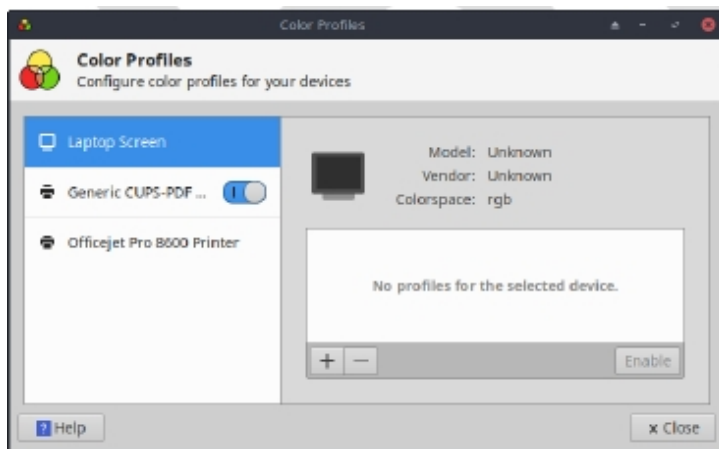 Color Profiles
Color Profiles
Configure color profiles for your devices
Laptop Screen
Generic CUPS-PDF ...
Officejet Pro 8600 Printer
Model: Unknown
Vendor: Unknown
Colorspace: rgb
No profiles for the selected device.
+ −
Enable
? Help
x Close